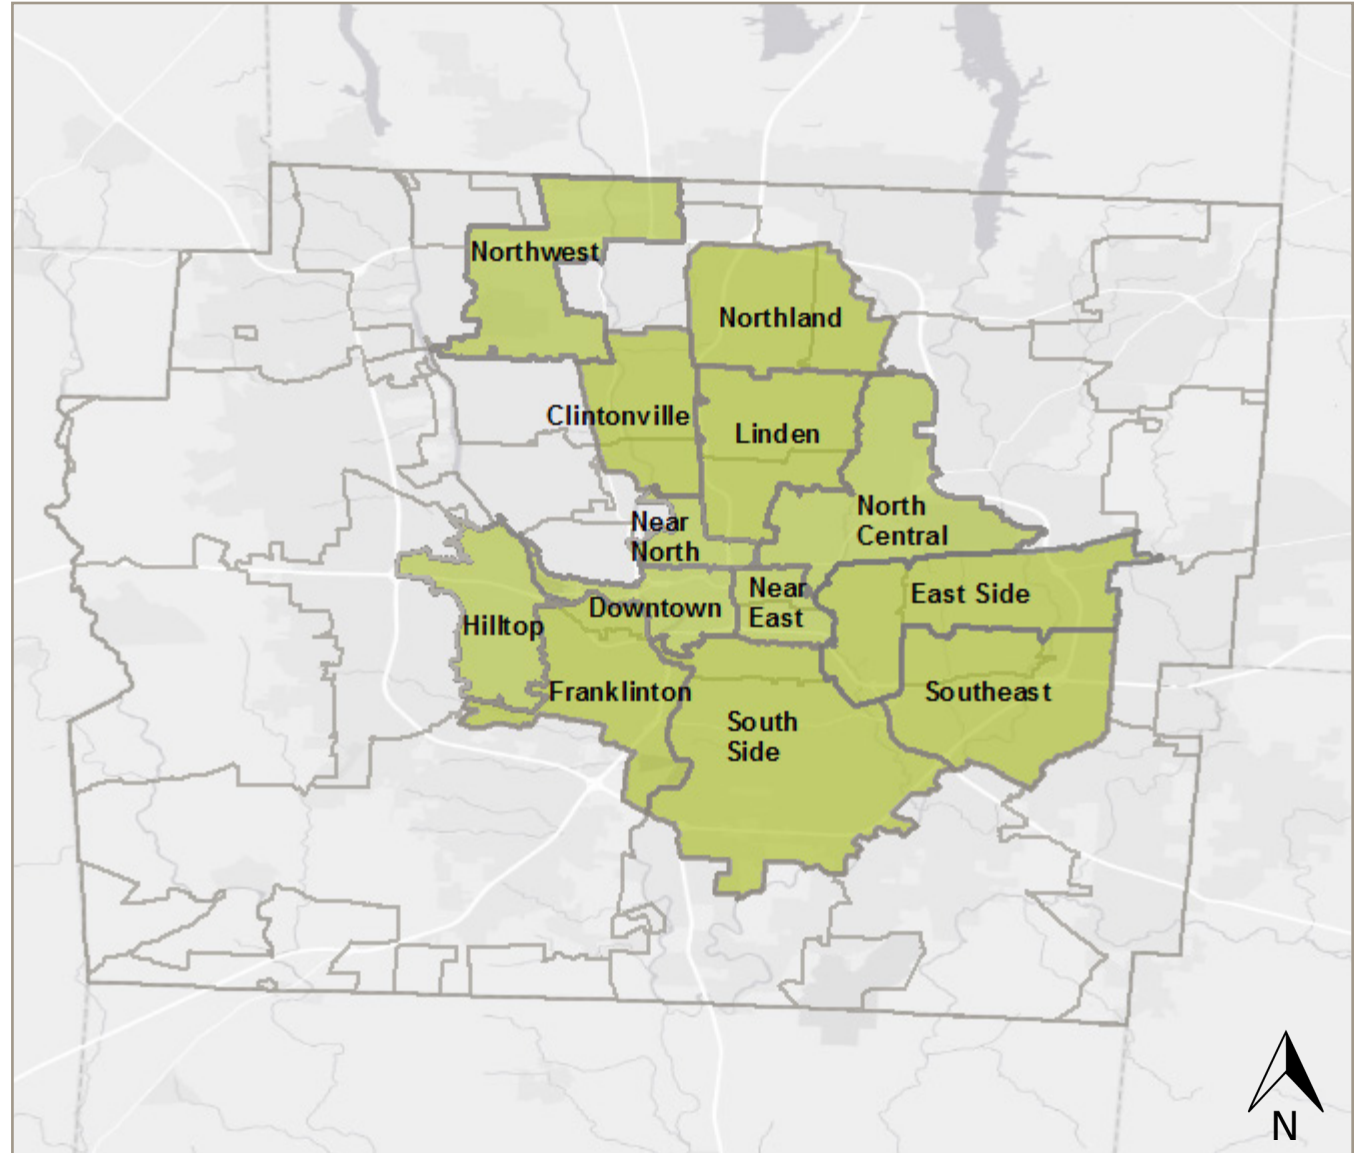 Northwest
Northland
Clintonville
Linden
North
Central
Near
North
Near
East
East Side
Downtown
Hilltop
Franklinton
Southeast
South
Side
N